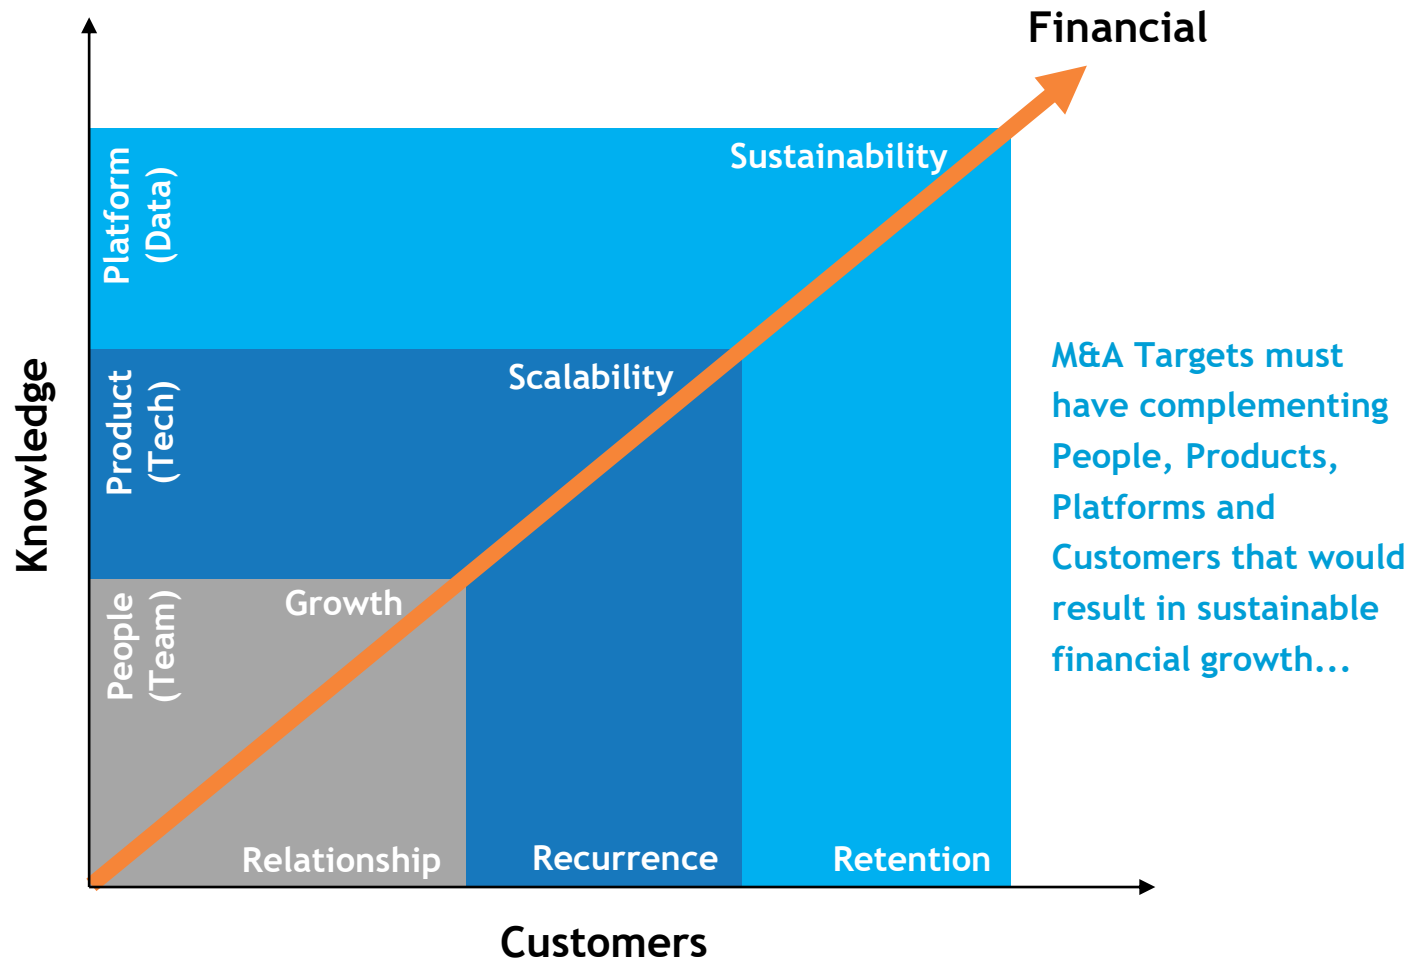 Financial
Sustainability
Platform
(Data)
Scalability
Product
(Tech)
Knowledge
Growth
People
(Team)
Relationship
Recurrence
Retention
Customers
M&A Targets must
have complementing
People, Products,
Platforms and
Customers that would
result in sustainable
financial growth...